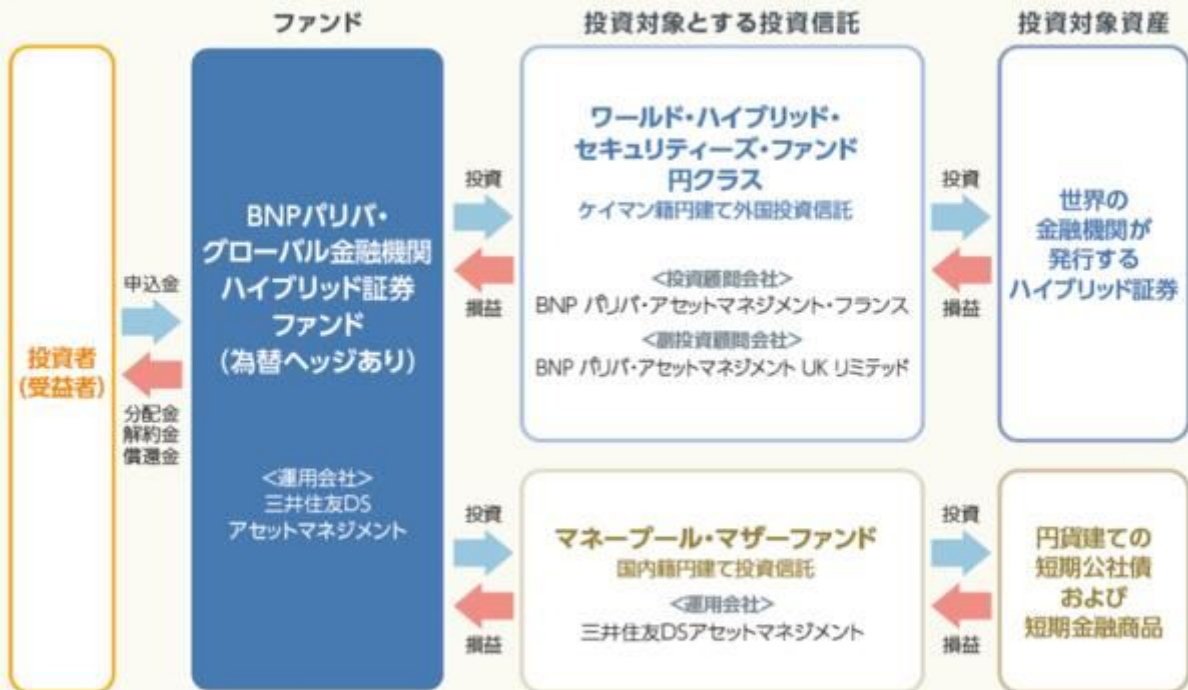 ファンド
投資対象とする投資信託
投資対象資産
投資者
(受益者)
申込金
分配金
解約金
償還金
BNPパリバ・
グローバル金融機関
ハイブリッド証券
ファンド
(為替ヘッジあり)
<運用会社>
三井住友DS
アセットマネジメント
投資
損益
ワールド・ハイブリッド・
セキュリティーズ・ファンド
円クラス
ケイマン籍円建て外国投資信託
<投資顧問会社>
BNP パリバ・アセットマネジメント・フランス
<副投資顧問会社>
BNP パリバ・アセットマネジメント UK リミテッド
投資
損益
世界の
金融機関が
発行する
ハイブリッド証券
投資
損益
マネープール・マザーファンド
国内籍円建て投資信託
<運用会社>
三井住友DSアセットマネジメント
投資
損益
円貨建ての
短期公社債
および
短期金融商品